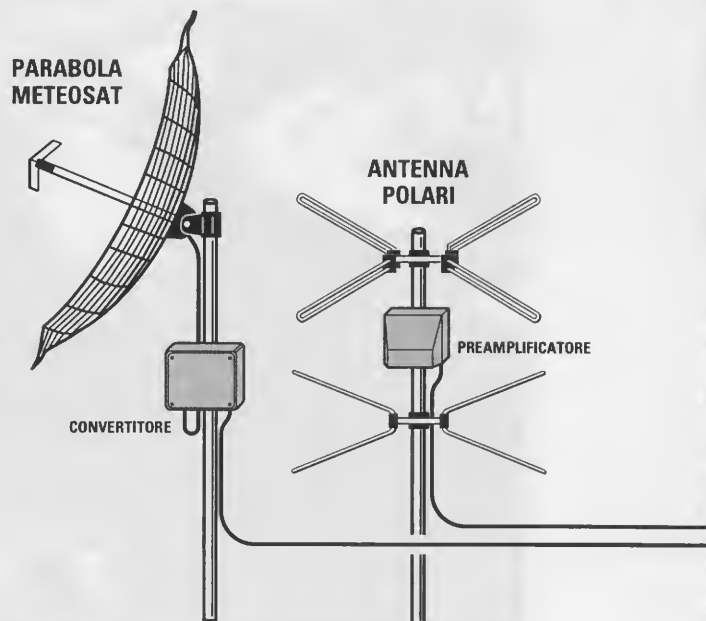 PARABOLA
METEOSAT
ANTENNA
POLARI
PREAMPLIFICATORE
CONVERTITORE